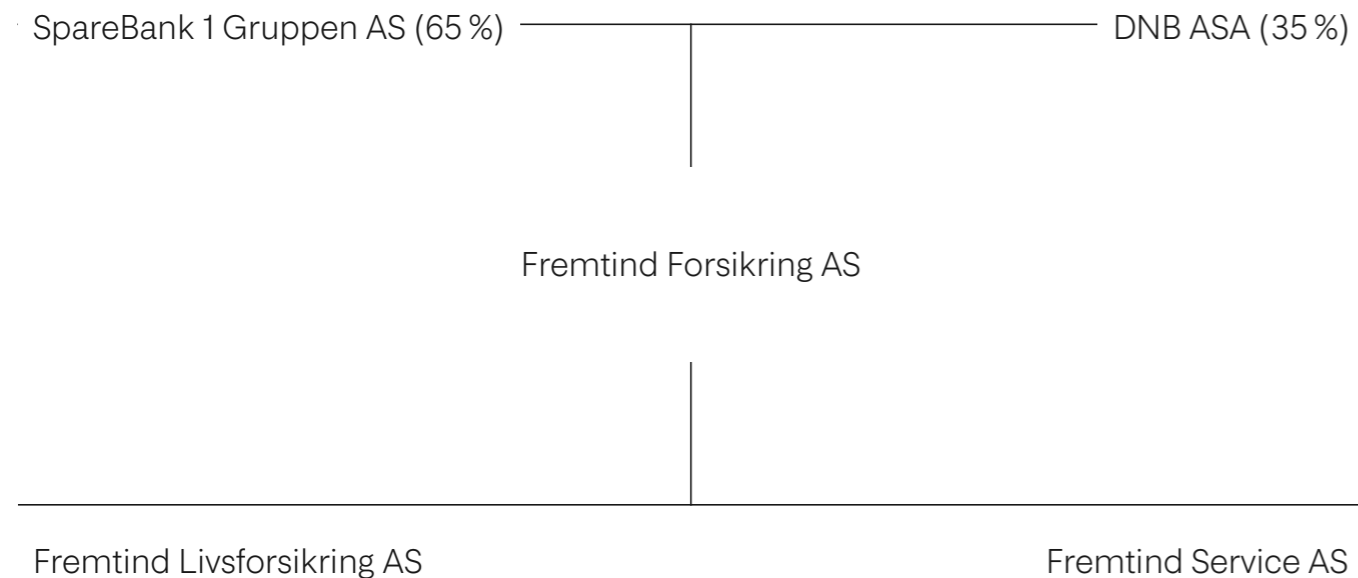 SpareBank 1 Gruppen AS (65 %)
DNB ASA (35 %)
Fremtind Forsikring AS
Fremtind Livsforsikring AS
Fremtind Service AS